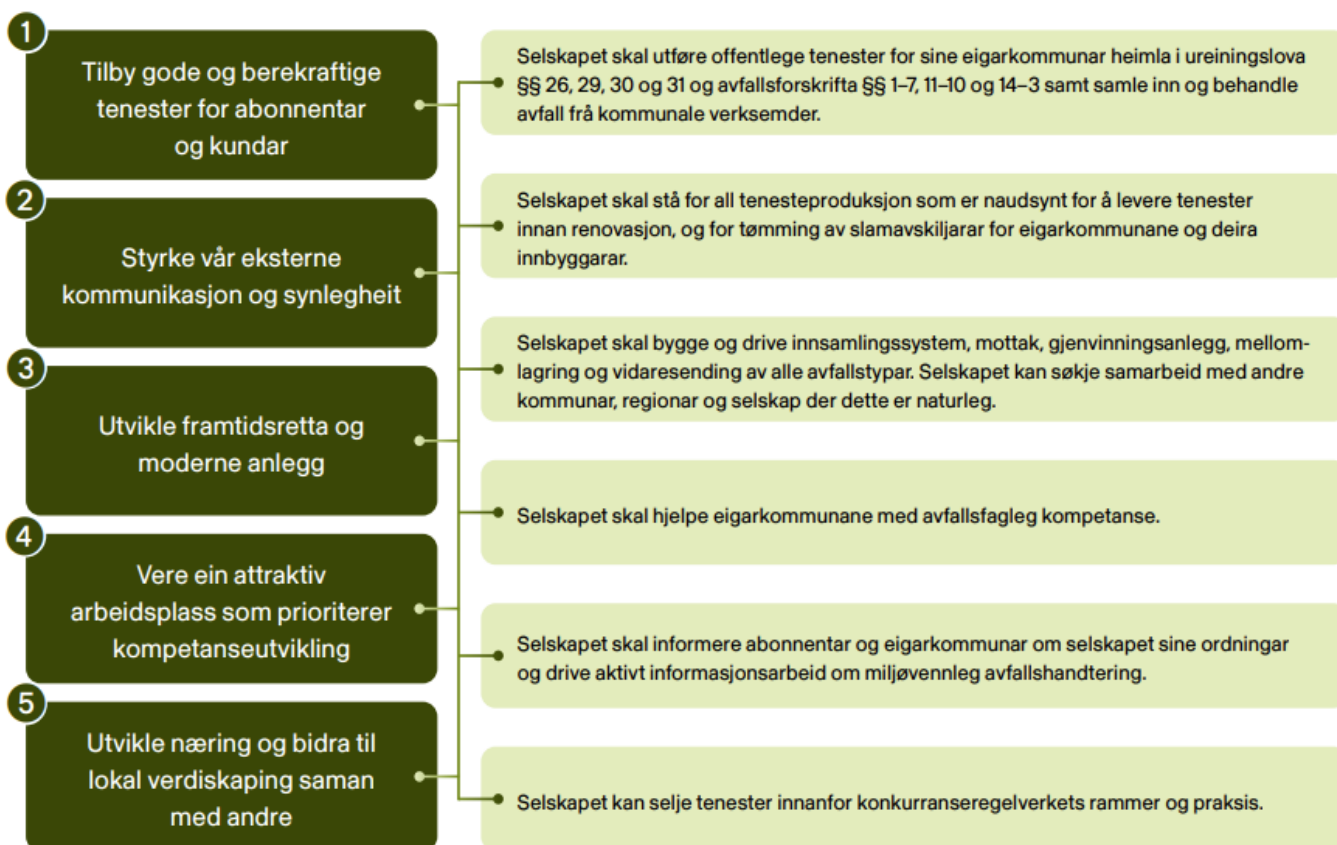 1
Tilby gode og berekraftige
tenester for abonnentar
og kundar
2
Styrke vår eksterne
kommunikasjon og synlegheit
3
Utvikle framtidsretta og
moderne anlegg
4
Vere ein attraktiv
arbeidsplass som prioriterer
kompetanseutvikling
5
Utvikle næring og bidra til
lokal verdiskaping saman
med andre
Selskapet skal utføre offentlege tenester for sine eigarkommunar heimla i ureiningslova
§§ 26, 29, 30 og 31 og avfallsforskrifta §§ 1–7, 11–10 og 14–3 samt samle inn og behandle
avfall frå kommunale verksemder.
Selskapet skal stå for all tenesteproduksjon som er naudsynt for å levere tenester
innan renovasjon, og for tømming av slamavskiljarar for eigarkommunane og deira
innbyggarar.
Selskapet skal bygge og drive innsamlingssystem, mottak, gjenvinningsanlegg, mellom-
lagring og vidaresending av alle avfallstypar. Selskapet kan søkje samarbeid med andre
kommunar, regionar og selskap der dette er naturleg.
Selskapet skal hjelpe eigarkommunane med avfallsfagleg kompetanse.
Selskapet skal informere abonnentar og eigarkommunar om selskapet sine ordningar
og drive aktivt informasjonsarbeid om miljøvennleg avfallshandtering.
Selskapet kan selje tenester innanfor konkurranseregelverkets rammer og praksis.